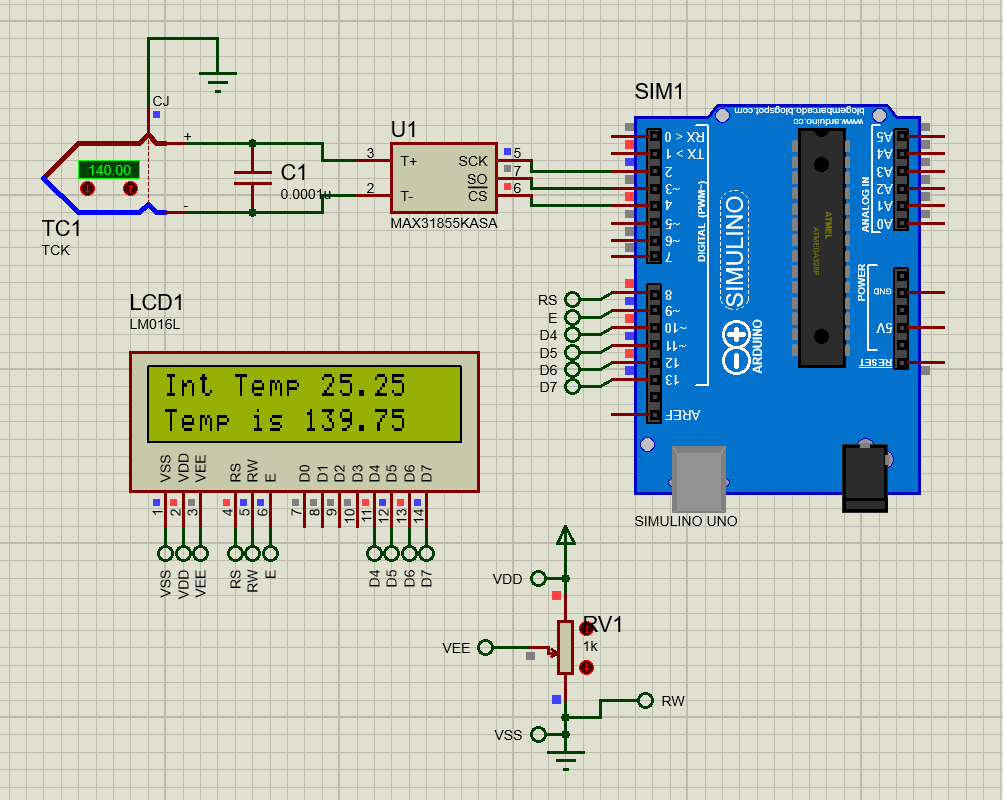 CJ
+
140.00
-
TC1
TCK
C1
0.0001u
U1
3
T+
2
T-
SCK
5
SO
7
CS
6
MAX31855KASA
SIM1
blogembarcado.blogspot.com
www.arduino.cc
RX < 0
TX > 1
2
~3
4
~5
~6
7
8
~9
~10
~11
12
13
AREF
DIGITAL (PWM~)
SIMULINO
ARDUINO
ATMEL
ATMEGA328P
A5
A4
A3
A2
A1
A0
ANALOG IN
POWER
GND
5V
RESET
SIMULINO UNO
RS
E
D4
D5
D6
D7
LCD1
LM016L
Int Temp 25.25
Temp is 139.75
VSS
VDD
VEE
RS
RW
E
D0
D1
D2
D3
D4
D5
D6
D7
1
2
3
4
5
6
7
8
9
10
11
12
13
14
VSS
VDD
VEE
RS
RW
E
D4
D5
D6
D7
VDD
RV1
1k
VEE
RW
VSS